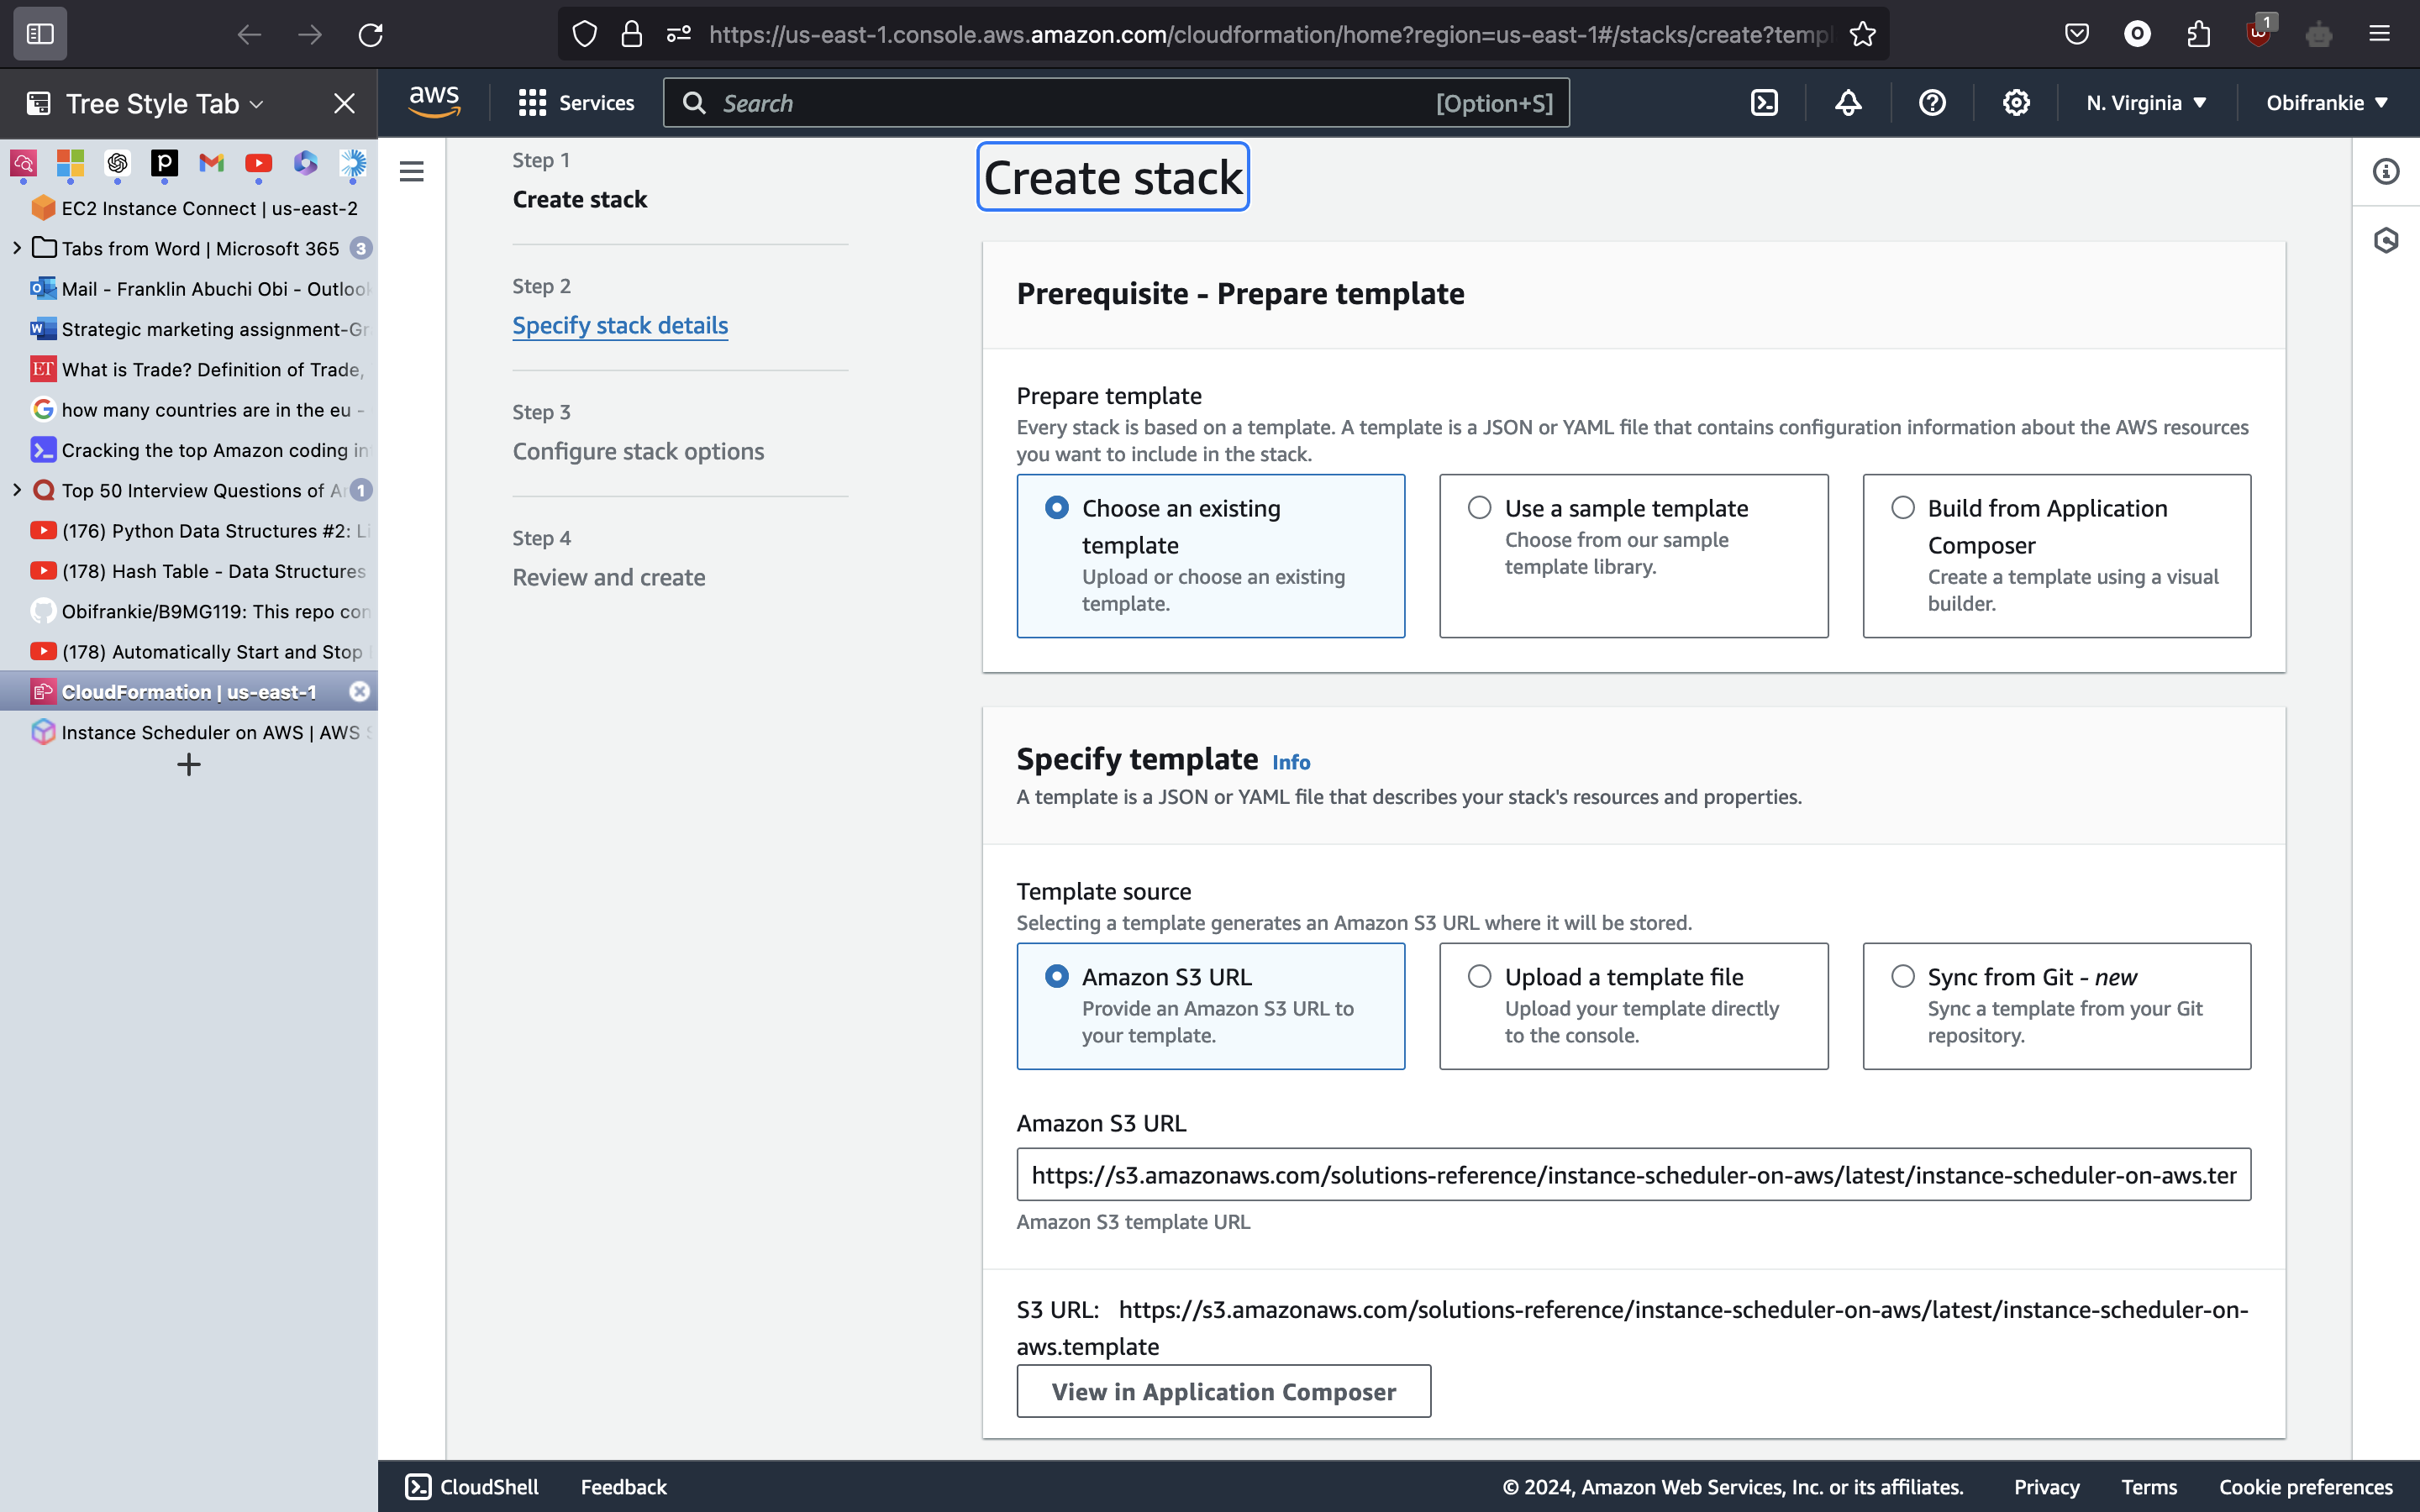 https://us-east-1.console.aws.amazon.com/cloudformation/home?region=us-east-1#/stacks/create?templ
1
Tree Style Tab
aws
Services
Search
[Option+S]
N. Virginia
Obifrankie
EC2 Instance Connect | us-east-2
Tabs from Word | Microsoft 365
3
Mail - Franklin Abuchi Obi - Outlook
Strategic marketing assignment-Gr
What is Trade? Definition of Trade,
how many countries are in the eu -
Cracking the top Amazon coding in
Top 50 Interview Questions of Ar
1
(176) Python Data Structures #2: Li
(178) Hash Table - Data Structures
Obifrankie/B9MG119: This repo con
(178) Automatically Start and Stop
CloudFormation | us-east-1
Instance Scheduler on AWS | AWS S
Step 1
Create stack
Step 2
Specify stack details
Step 3
Configure stack options
Step 4
Review and create
Create stack
Prerequisite - Prepare template
Prepare template
Every stack is based on a template. A template is a JSON or YAML file that contains configuration information about the AWS resources
you want to include in the stack.
Choose an existing
template
Upload or choose an existing
template.
Use a sample template
Choose from our sample
template library.
Build from Application
Composer
Create a template using a visual
builder.
Specify template Info
A template is a JSON or YAML file that describes your stack's resources and properties.
Template source
Selecting a template generates an Amazon S3 URL where it will be stored.
Amazon S3 URL
Provide an Amazon S3 URL to
your template.
Upload a template file
Upload your template directly
to the console.
Sync from Git - new
Sync a template from your Git
repository.
Amazon S3 URL
https://s3.amazonaws.com/solutions-reference/instance-scheduler-on-aws/latest/instance-scheduler-on-aws.ter
Amazon S3 template URL
S3 URL: https://s3.amazonaws.com/solutions-reference/instance-scheduler-on-aws/latest/instance-scheduler-on-
aws.template
View in Application Composer
CloudShell
Feedback
© 2024, Amazon Web Services, Inc. or its affiliates.
Privacy
Terms
Cookie preferences